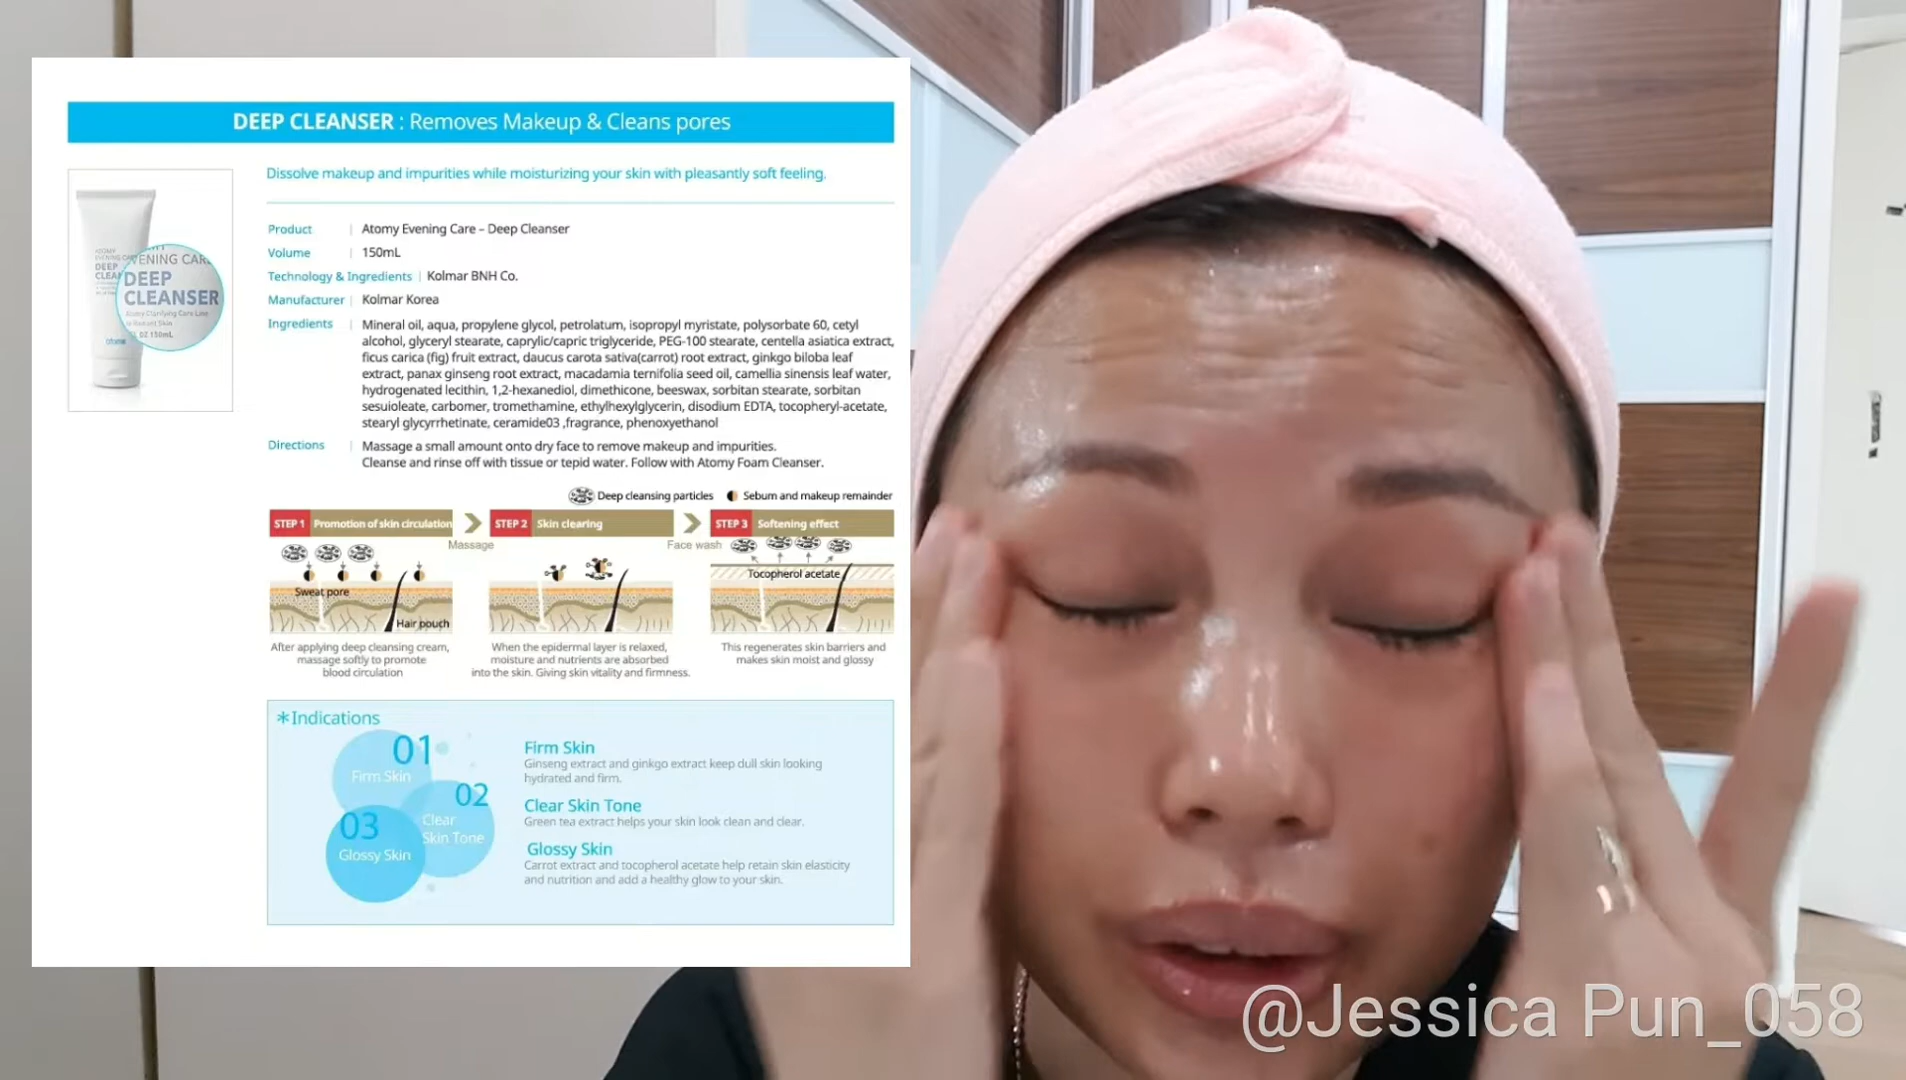 DEEP CLEANSER : Removes Makeup & Cleans pores
Dissolve makeup and impurities while moisturizing your skin with pleasantly soft feeling.
ATOMY
DEEP
EVENING CARE
DEEP
CLEANSER
Atomy Clarifying Care Line
Radiant Skin
OZ 150mL
Product | Atomy Evening Care – Deep Cleanser
Volume | 150mL
Technology & Ingredients | Kolmar BNH Co.
Manufacturer | Kolmar Korea
Ingredients | Mineral oil, aqua, propylene glycol, petrolatum, isopropyl myristate, polysorbate 60, cetyl
alcohol, glyceryl stearate, caprylic/capric triglyceride, PEG-100 stearate, centella asiatica extract,
ficus carica (fig) fruit extract, daucus carota sativa(carrot) root extract, ginkgo biloba leaf
extract, panax ginseng root extract, macadamia ternifolia seed oil, camellia sinensis leaf water,
hydrogenated lecithin, 1,2-hexanediol, dimethicone, beeswax, sorbitan stearate, sorbitan
sesuioleate, carbomer, tromethamine, ethylhexylglycerin, disodium EDTA, tocopheryl-acetate,
stearyl glycyrrhetinate, ceramide03 ,fragrance, phenoxyethanol
Directions | Massage a small amount onto dry face to remove makeup and impurities.
Cleanse and rinse off with tissue or tepid water. Follow with Atomy Foam Cleanser.
Deep cleansing particles Sebum and makeup remainder
STEP 1 Promotion of skin circulation
Massage
STEP 2 Skin clearing
Face wash
STEP 3 Softening effect
Sweat pore
Hair pouch
Tocopherol acetate
After applying deep cleansing cream,
massage softly to promote
blood circulation
When the epidermal layer is relaxed,
moisture and nutrients are absorbed
into the skin. Giving skin vitality and firmness.
This regenerates skin barriers and
makes skin moist and glossy
*Indications
01
Firm Skin
02
Clear
Skin Tone
03
Glossy Skin
Firm Skin
Ginseng extract and ginkgo extract keep dull skin looking
hydrated and firm.
Clear Skin Tone
Green tea extract helps your skin look clean and clear.
Glossy Skin
Carrot extract and tocopherol acetate help retain skin elasticity
and nutrition and add a healthy glow to your skin.
@Jessica Pun_058